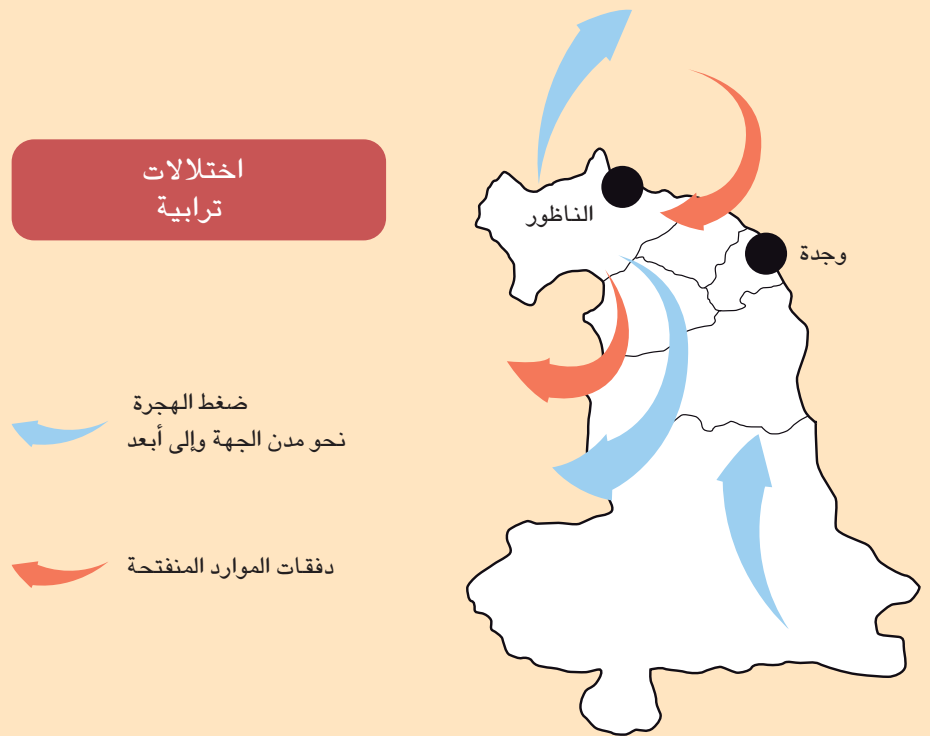 اختلالات
ترابية
الناظور
وجدة
ضغط الهجرة
نحو مدن الجهة وإلى أبعد
دفقات الموارد المنفتحة